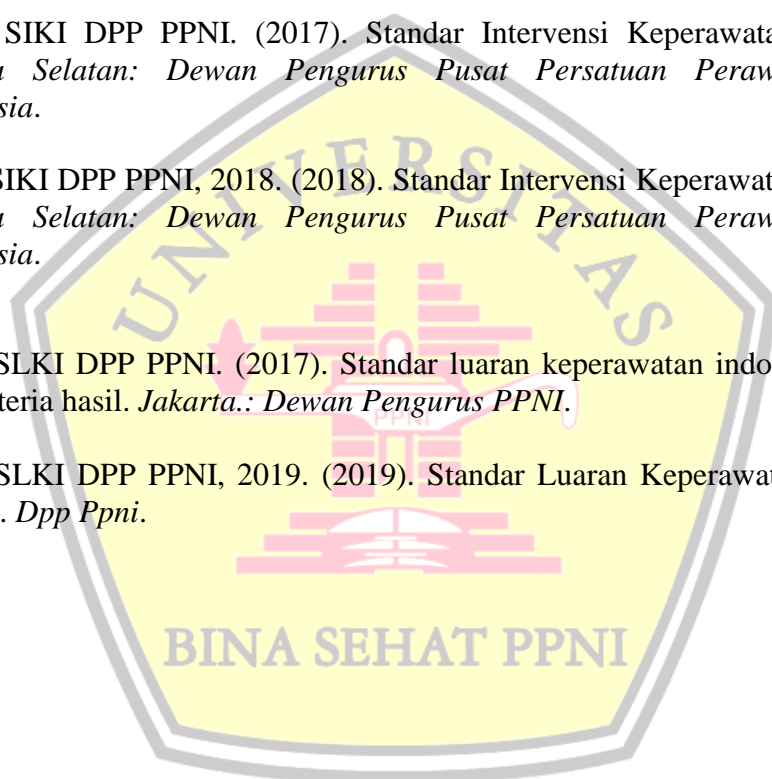 SIKI DPP PPNI. (2017). Standar Intervensi Keperawata
Selatan: Dewan Pengurus Pusat Persatuan Peraw
sia.
SIKI DPP PPNI, 2018. (2018). Standar Intervensi Keperawat
Selatan: Dewan Pengurus Pusat Persatuan Peraw
sia.
SLKI DPP PPNI. (2017). Standar luaran keperawatan indo
teria hasil. Jakarta.: Dewan Pengurus PPNI.
SLKI DPP PPNI, 2019. (2019). Standar Luaran Keperawat
. Dpp Ppni.
UNIVERSITAS
PPNI
BINA SEHAT PPNI